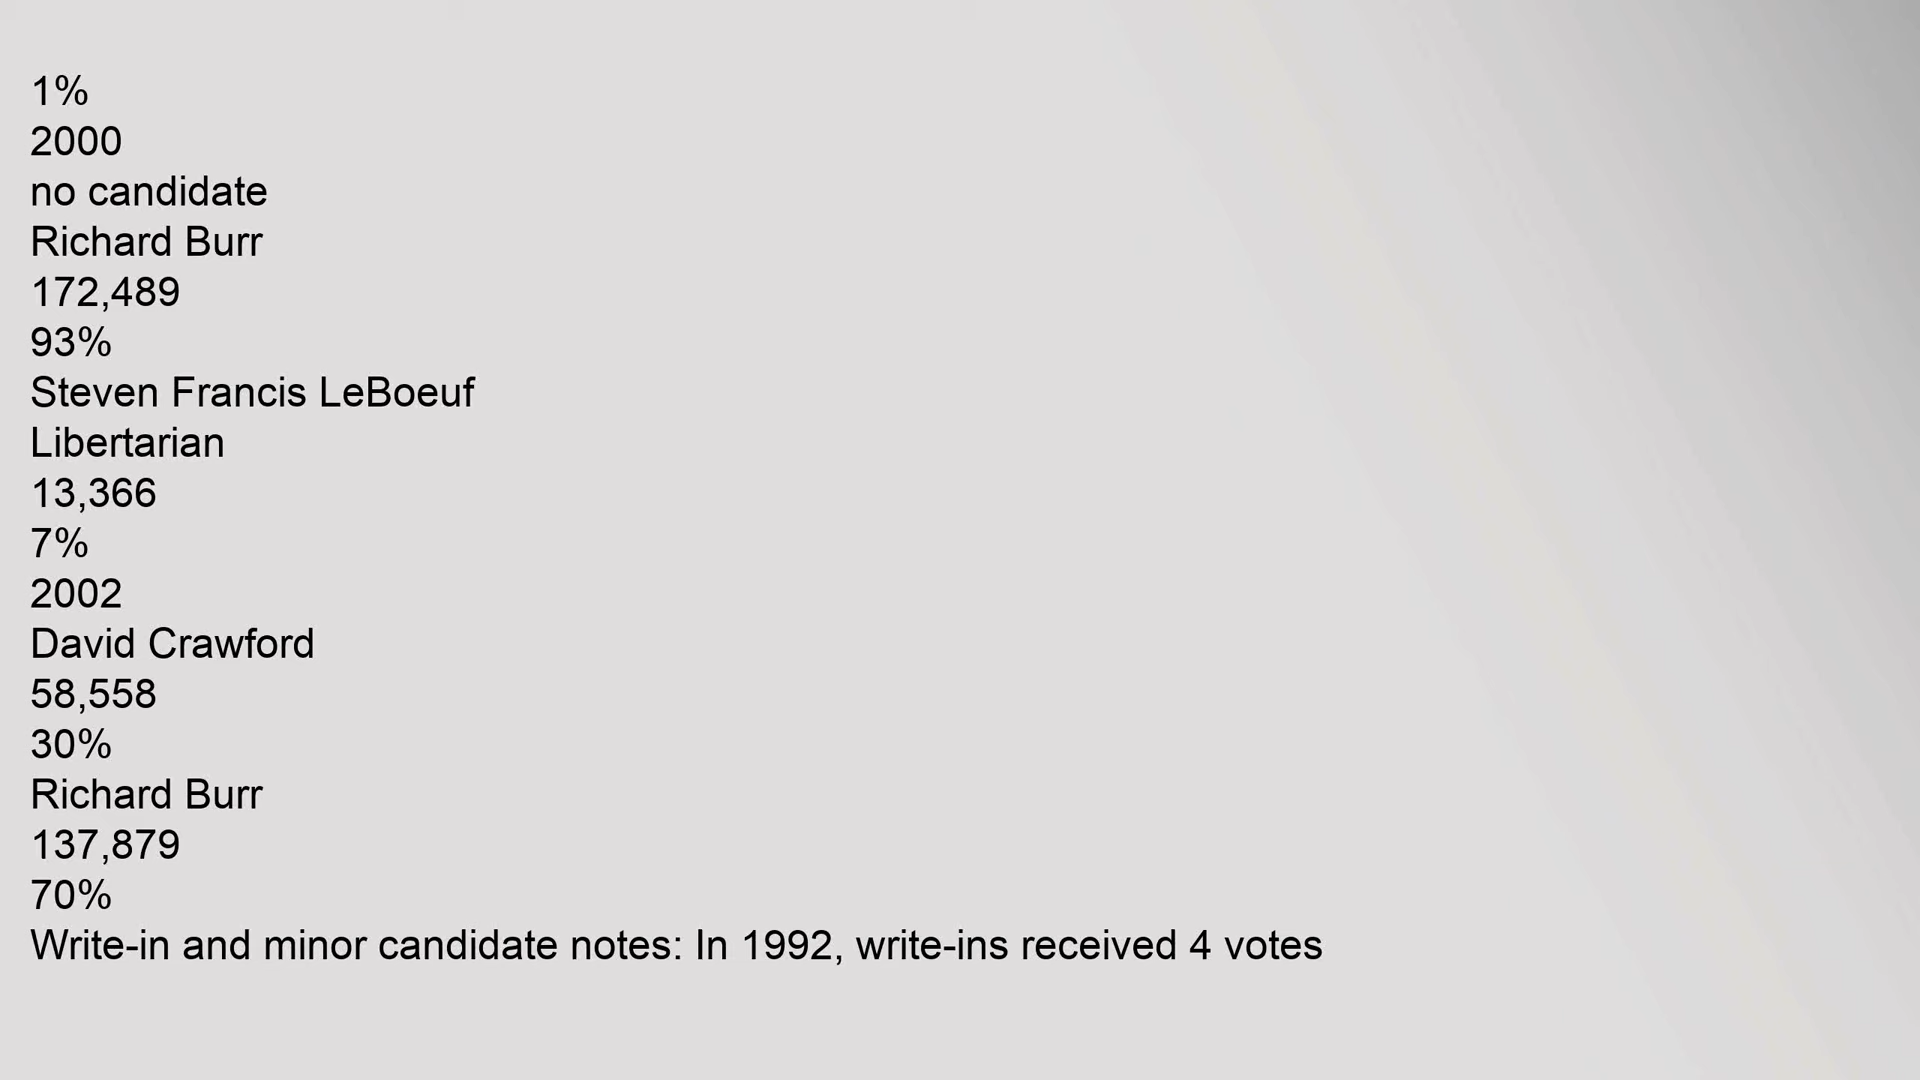 1%
2000
no candidate
Richard Burr
172,489
93%
Steven Francis LeBoeuf
Libertarian
13,366
7%
2002
David Crawford
58,558
30%
Richard Burr
137,879
70%
Write-in and minor candidate notes: In 1992, write-ins received 4 votes